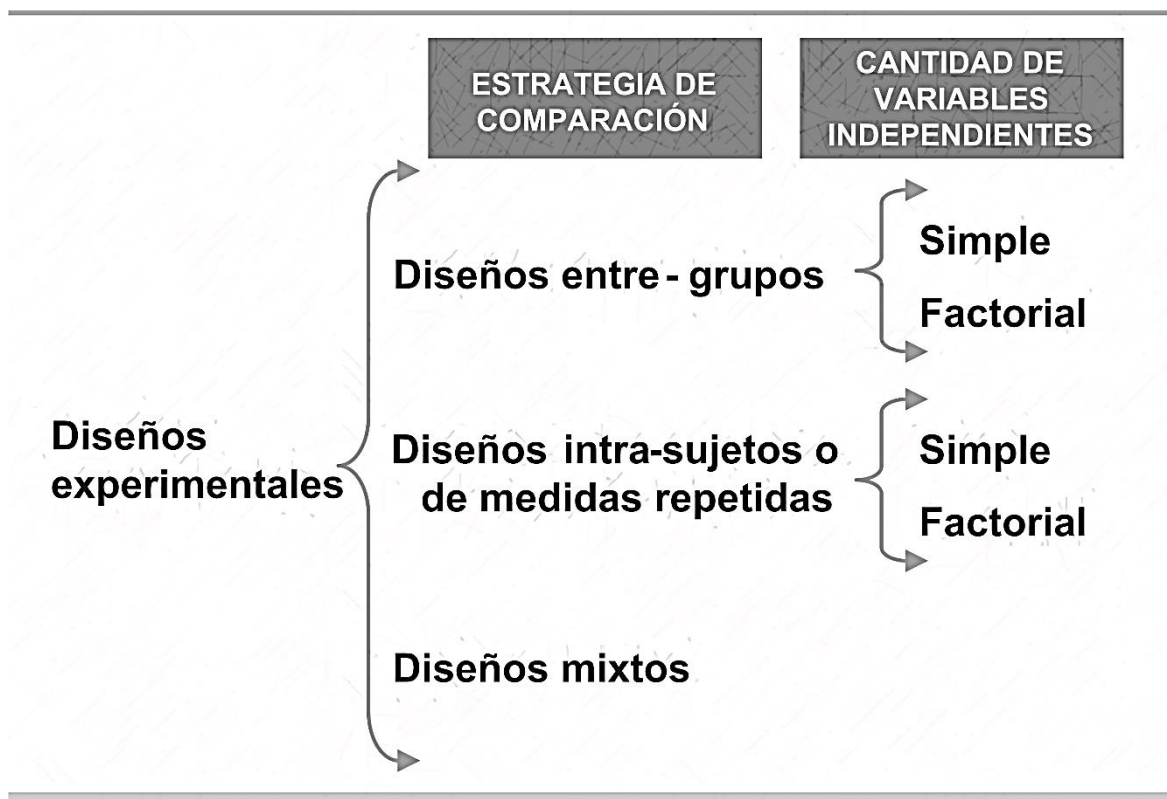 ESTRATEGIA DE
COMPARACIÓN
CANTIDAD DE
VARIABLES
INDEPENDIENTES
Diseños
experimentales
Diseños entre - grupos
Simple
Factorial
Diseños intra-sujetos o
de medidas repetidas
Simple
Factorial
Diseños mixtos